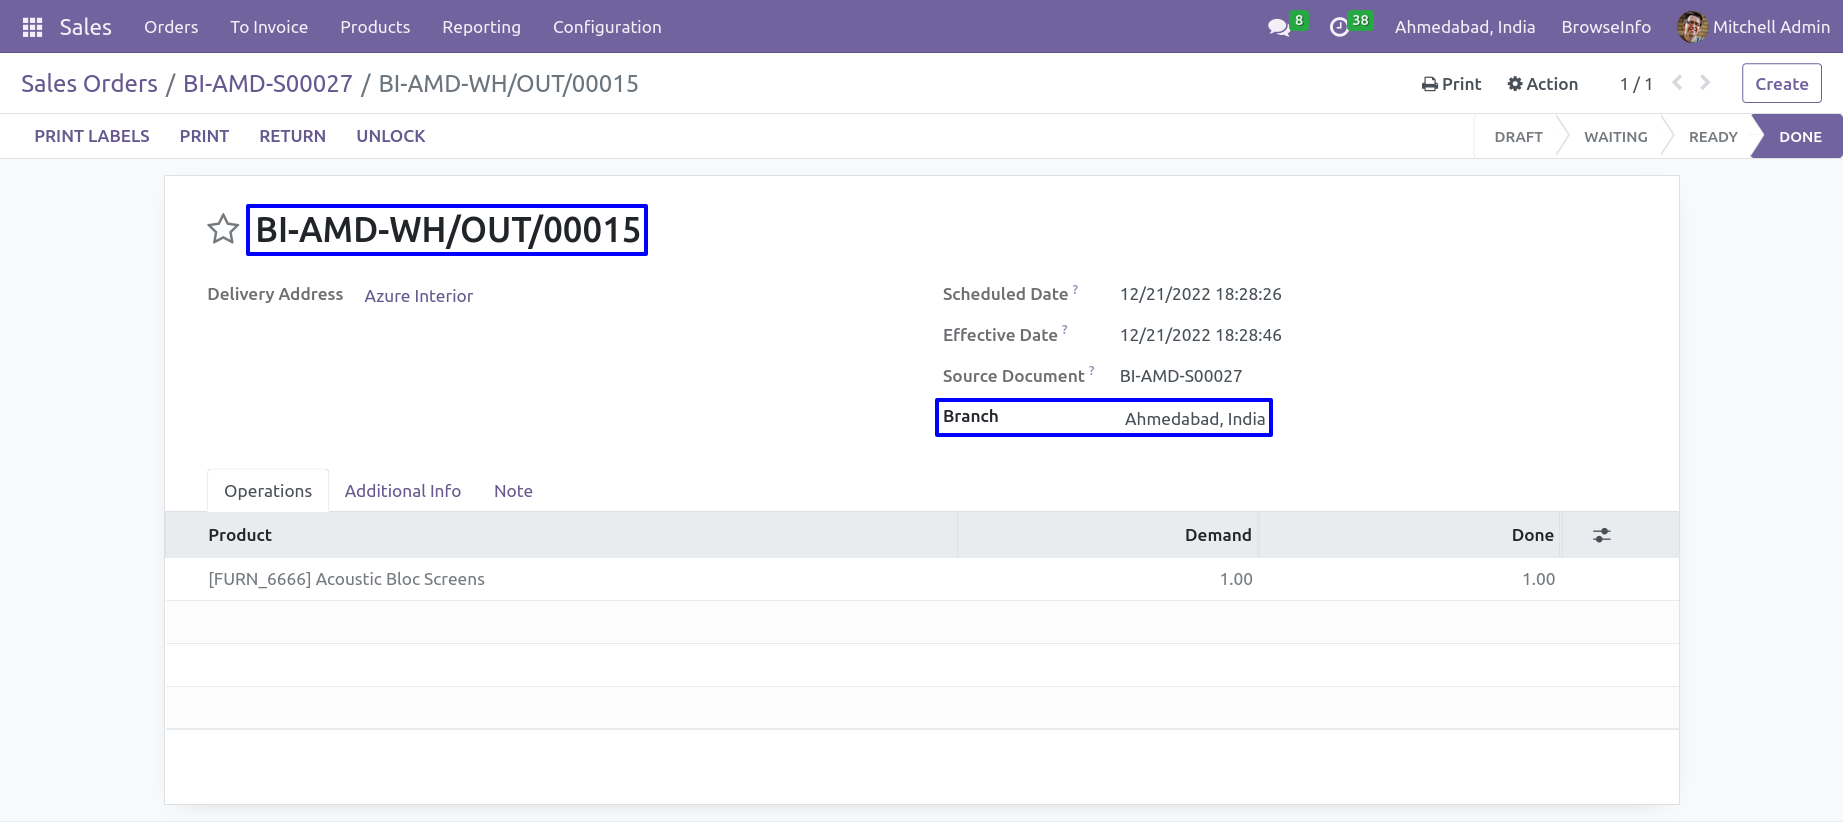 Sales Orders To Invoice Products Reporting Configuration 8 38 Ahmedabad, India BrowseInfo Mitchell Admin
Sales Orders / BI-AMD-S00027 / BI-AMD-WH/OUT/00015 Print Action 1 / 1 Create
PRINT LABELS PRINT RETURN UNLOCK DRAFT WAITING READY DONE
BI-AMD-WH/OUT/00015
Delivery Address Azure Interior Scheduled Date ? 12/21/2022 18:28:26
Effective Date ? 12/21/2022 18:28:46
Source Document ? BI-AMD-S00027
Branch Ahmedabad, India
Operations Additional Info Note
Product Demand Done
[FURN_6666] Acoustic Bloc Screens 1.00 1.00